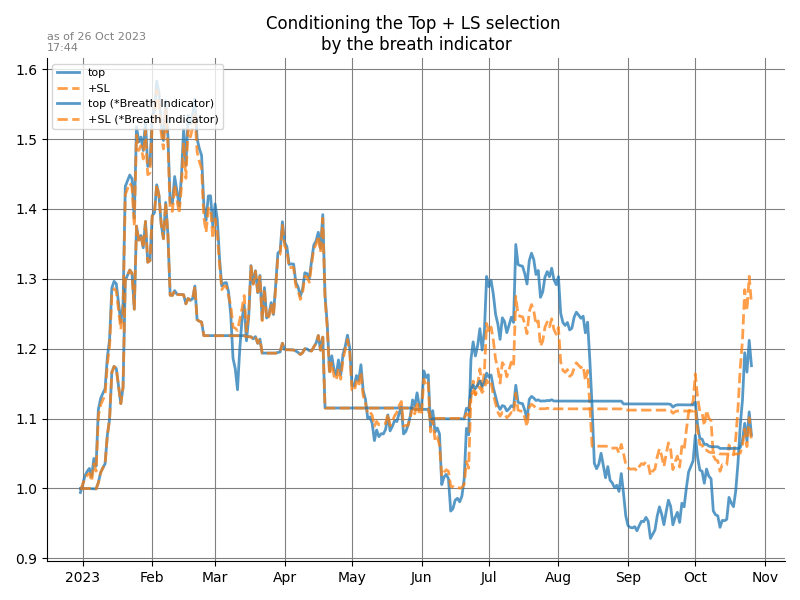 Conditioning the Top + LS selection
by the breath indicator
as of 26 Oct 2023
17:44
top
+SL
top (*Breath Indicator)
+SL (*Breath Indicator)
1.6
1.5
1.4
1.3
1.2
1.1
1.0
0.9
2023 Feb Mar Apr May Jun Jul Aug Sep Oct Nov